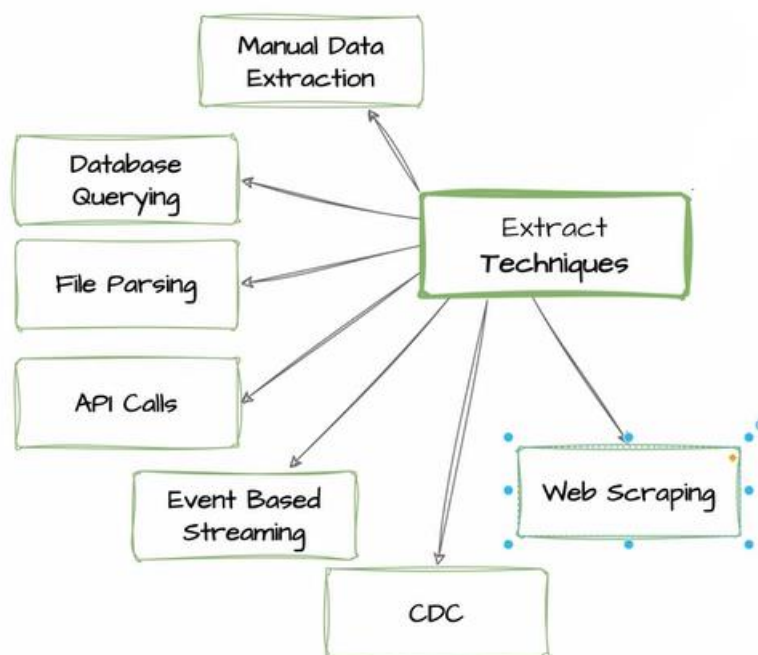 Manual Data
Extraction
Database
Querying
Extract
Techniques
File Parsing
API Calls
Web Scraping
Event Based
Streaming
CDC